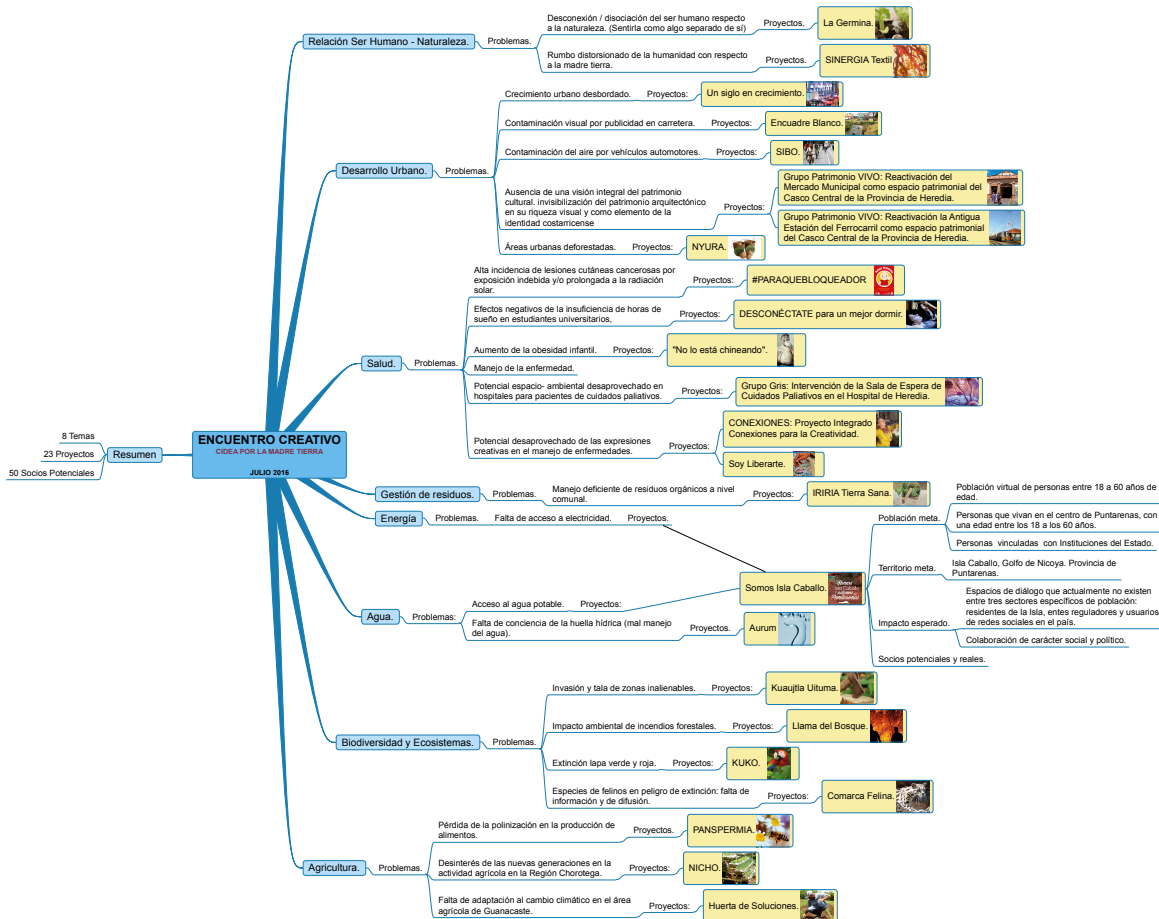 ENCUENTRO CREATIVO
CIDEA POR LA MADRE TIERRA
JULIO 2016
Resumen
8 Temas
23 Proyectos
50 Socios Potenciales
Relación Ser Humano - Naturaleza.
Problemas.
Desconexión / disociación del ser humano respecto
a la naturaleza. (Sentirla como algo separado de sí)
Proyectos.
La Germina.
Rumbo distorsionado de la humanidad con respecto
a la madre tierra.
Proyectos.
SINERGIA Textil
Desarrollo Urbano.
Problemas.
Crecimiento urbano desbordado.
Proyectos:
Un siglo en crecimiento.
Contaminación visual por publicidad en carretera.
Proyectos:
Encuadre Blanco.
Contaminación del aire por vehículos automotores.
Proyectos:
SIBO.
Ausencia de una visión integral del patrimonio
cultural. invisibilización del patrimonio arquitectónico
en su riqueza visual y como elemento de la
identidad costarricense
Proyectos:
Grupo Patrimonio VIVO: Reactivación del
Mercado Municipal como espacio patrimonial del
Casco Central de la Provincia de Heredia.
Grupo Patrimonio VIVO: Reactivación la Antigua
Estación del Ferrocarril como espacio patrimonial
del Casco Central de la Provincia de Heredia.
Áreas urbanas deforestadas.
Proyectos:
NYURA.
Salud.
Problemas.
Alta incidencia de lesiones cutáneas cancerosas por
exposición indebida y/o prolongada a la radiación
solar.
Proyectos:
#PARAQUEBLOQUEADOR
Efectos negativos de la insuficiencia de horas de
sueño en estudiantes universitarios,
Proyectos:
DESCONÉCTATE para un mejor dormir.
Aumento de la obesidad infantil.
Proyectos:
"No lo está chineando".
Manejo de la enfermedad.
Potencial espacio- ambiental desaprovechado en
hospitales para pacientes de cuidados paliativos.
Proyectos:
Grupo Gris: Intervención de la Sala de Espera de
Cuidados Paliativos en el Hospital de Heredia.
Potencial desaprovechado de las expresiones
creativas en el manejo de enfermedades.
Proyectos:
CONEXIONES: Proyecto Integrado
Conexiones para la Creatividad.
Soy Liberarte.
Gestión de residuos.
Problemas.
Manejo deficiente de residuos orgánicos a nivel
comunal.
Proyectos:
IRIRIA Tierra Sana.
Energía
Problemas.
Falta de acceso a electricidad.
Proyectos.
Agua.
Problemas:
Acceso al agua potable.
Proyectos:
Somos Isla Caballo.
Población meta.
Población virtual de personas entre 18 a 60 años de
edad.
Personas que vivan en el centro de Puntarenas, con
una edad entre los 18 a los 60 años.
Personas vinculadas con Instituciones del Estado.
Territorio meta.
Isla Caballo, Golfo de Nicoya. Provincia de
Puntarenas.
Impacto esperado.
Espacios de diálogo que actualmente no existen
entre tres sectores específicos de población:
residentes de la Isla, entes reguladores y usuarios
de redes sociales en el país.
Colaboración de carácter social y político.
Socios potenciales y reales.
Falta de conciencia de la huella hídrica (mal manejo
del agua).
Proyectos.
Aurum
Biodiversidad y Ecosistemas.
Problemas.
Invasión y tala de zonas inalienables.
Proyectos:
Kuaujtla Uituma.
Impacto ambiental de incendios forestales.
Proyectos:
Llama del Bosque.
Extinción lapa verde y roja.
Proyectos:
KUKO.
Especies de felinos en peligro de extinción: falta de
información y de difusión.
Proyectos:
Comarca Felina.
Agricultura.
Problemas.
Pérdida de la polinización en la producción de
alimentos.
Proyectos.
PANSPERMIA.
Desinterés de las nuevas generaciones en la
actividad agrícola en la Región Chorotega.
Proyectos:
NICHO.
Falta de adaptación al cambio climático en el área
agrícola de Guanacaste.
Proyectos:
Huerta de Soluciones.